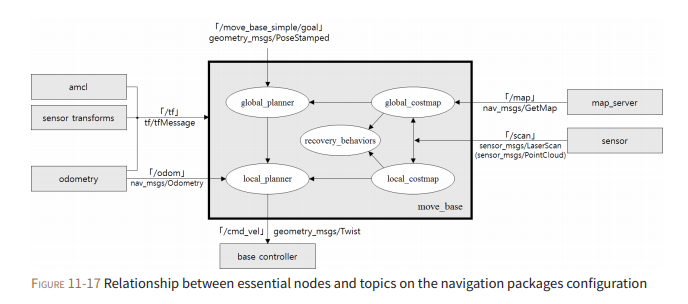 「/move_base_simple/goal」
geometry_msgs/PoseStamped
amcl
sensor transforms
odometry
「/tf」
tf/tfMessage
「/odom」
nav_msgs/Odometry
global_planner
global_costmap
recovery_behaviors
local_planner
local_costmap
move_base
「/map」
nav_msgs/GetMap
map_server
「/scan」
sensor_msgs/LaserScan
(sensor_msgs/PointCloud)
sensor
「/cmd_vel」 geometry_msgs/Twist
base controller
FIGURE 11-17 Relationship between essential nodes and topics on the navigation packages configuration